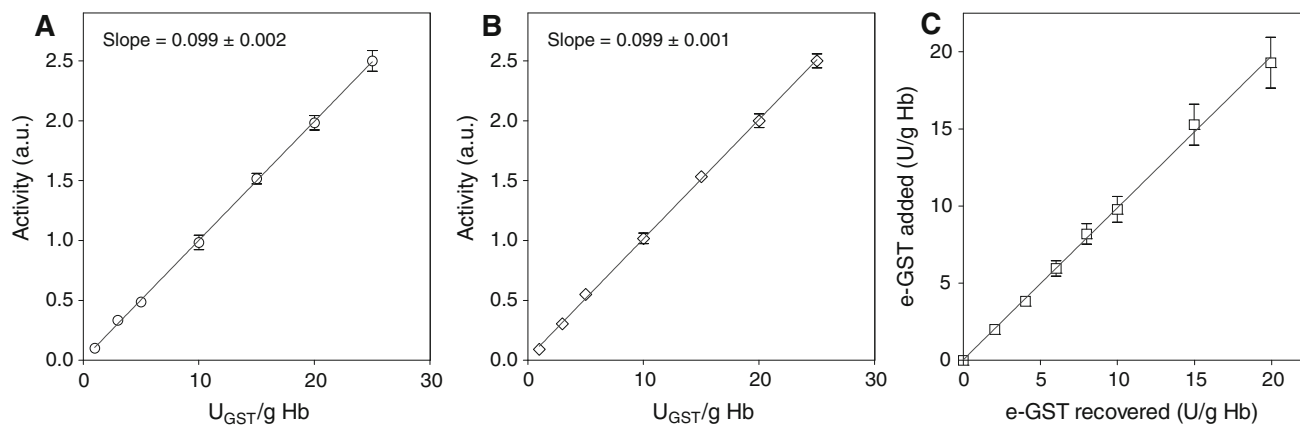 A
Slope = 0.099 ± 0.002
Activity (a.u.)
2.5
2.0
1.5
1.0
0.5
0.0
0 10 20 30
U_GST/g Hb
B
Slope = 0.099 ± 0.001
Activity (a.u.)
2.5
2.0
1.5
1.0
0.5
0.0
0 10 20 30
U_GST/g Hb
C
e-GST added (U/g Hb)
20
15
10
5
0
0 5 10 15 20
e-GST recovered (U/g Hb)